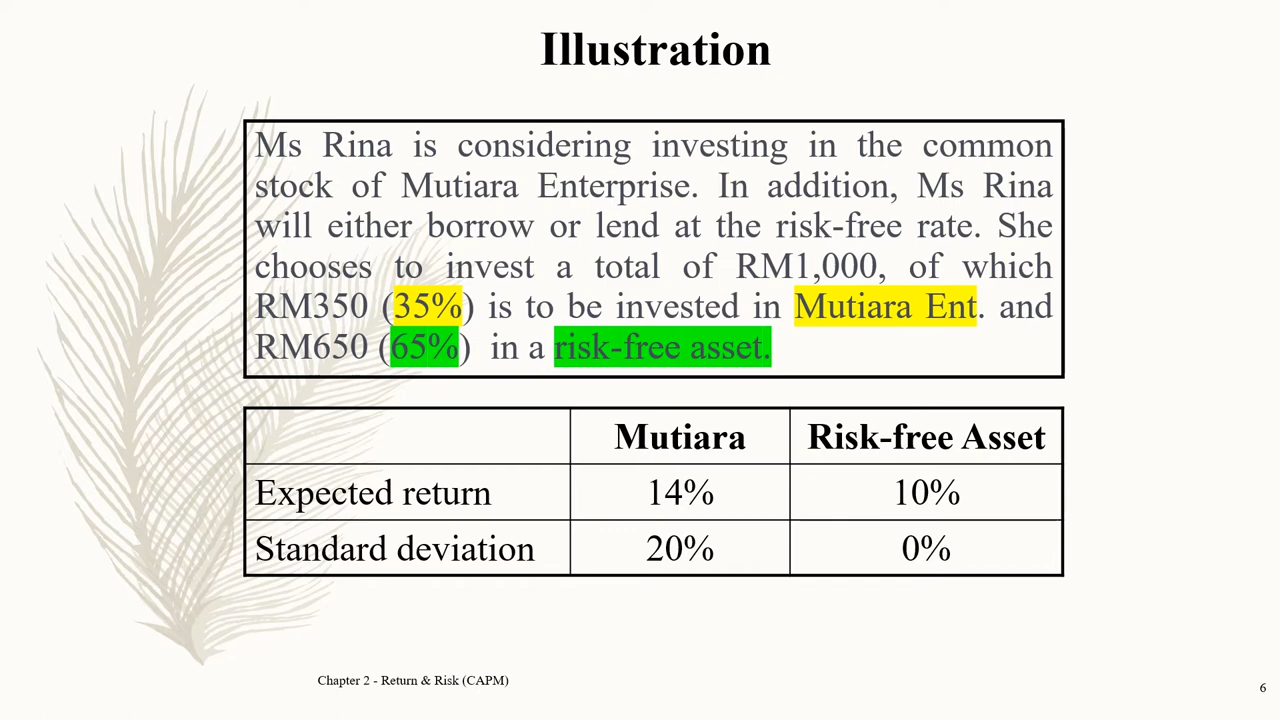 Illustration
Ms Rina is considering investing in the common
stock of Mutiara Enterprise. In addition, Ms Rina
will either borrow or lend at the risk-free rate. She
chooses to invest a total of RM1,000, of which
RM350 (35%) is to be invested in Mutiara Ent. and
RM650 (65%) in a risk-free asset.
Mutiara Risk-free Asset
Expected return 14% 10%
Standard deviation 20% 0%
Chapter 2 - Return & Risk (CAPM)
6